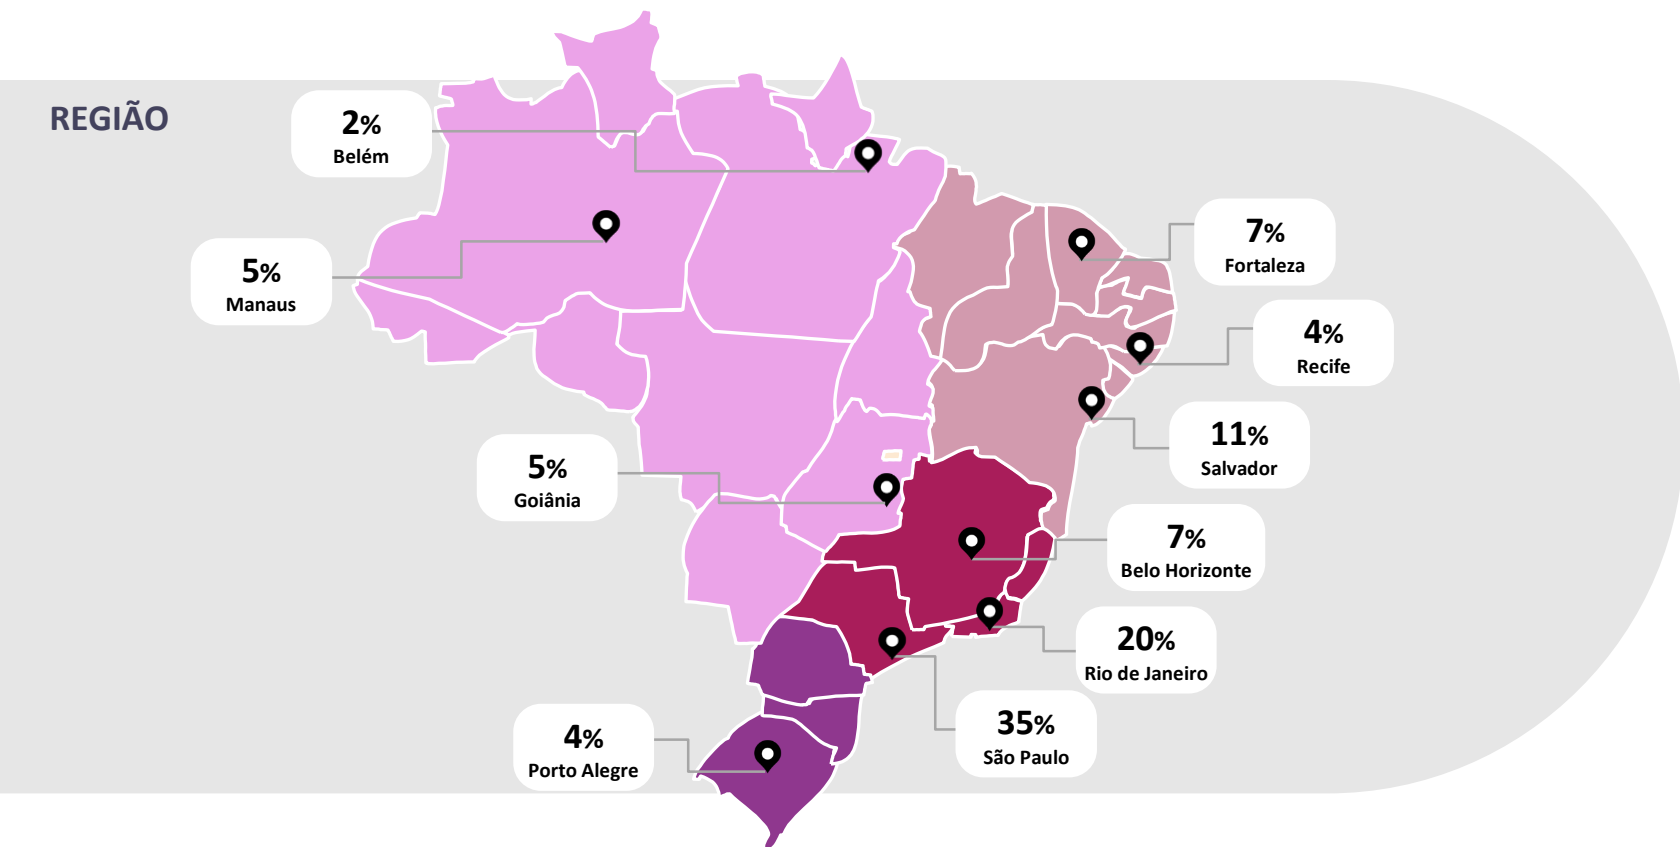 REGIÃO
2%
Belém
5%
Manaus
7%
Fortaleza
4%
Recife
11%
Salvador
5%
Goiânia
7%
Belo Horizonte
20%
Rio de Janeiro
35%
São Paulo
4%
Porto Alegre